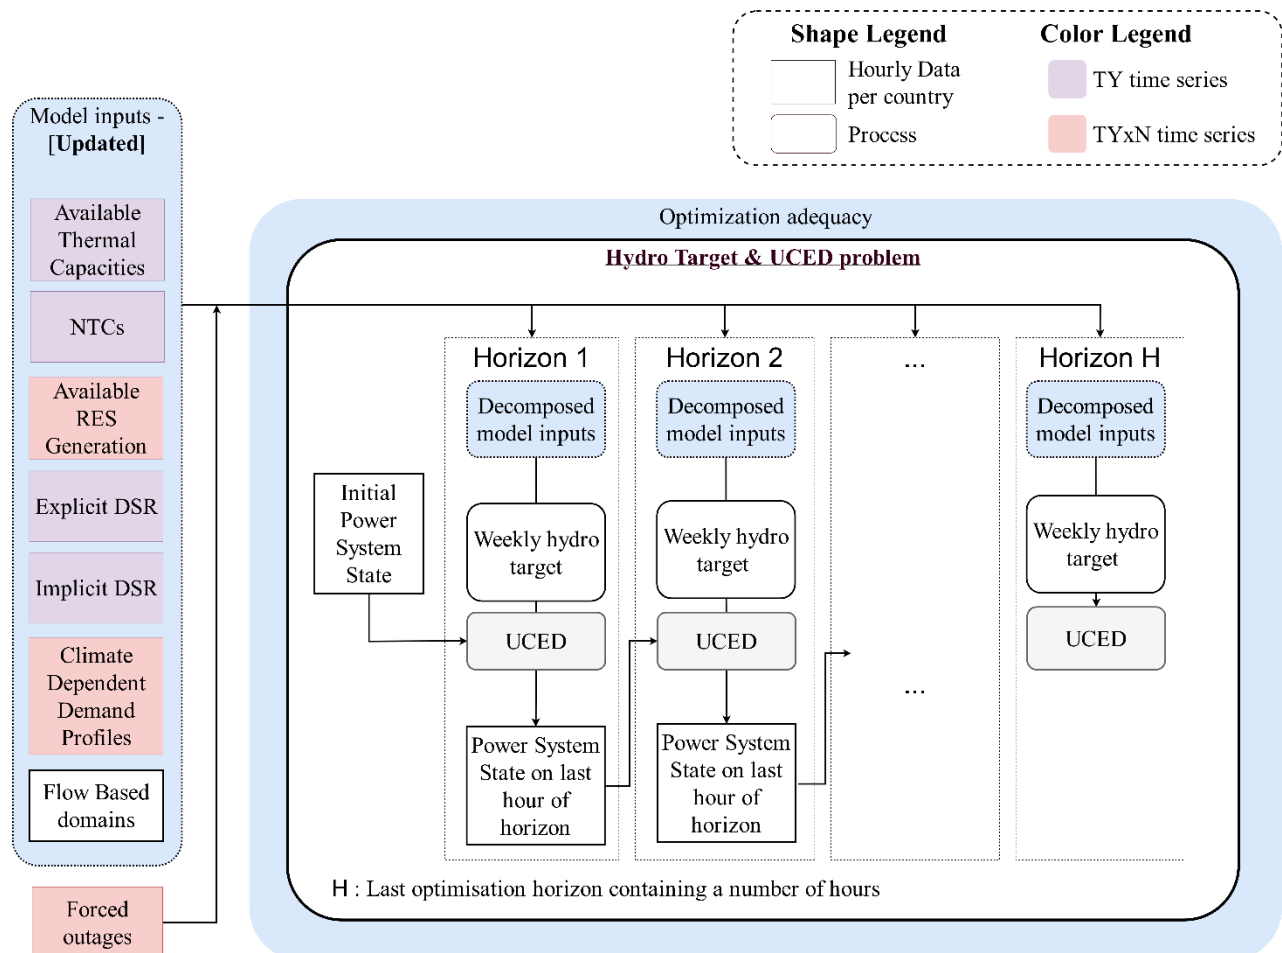 Shape Legend
Hourly Data
per country
Process
Color Legend
TY time series
TYxN time series
Model inputs -
[Updated]
Available
Thermal
Capacities
NTCs
Available
RES
Generation
Explicit DSR
Implicit DSR
Climate
Dependent
Demand
Profiles
Flow Based
domains
Forced
outages
Optimization adequacy
Hydro Target & UCED problem
Initial
Power
System
State
Horizon 1
Decomposed
model inputs
Weekly hydro
target
UCED
Power System
State on last
hour of
horizon
Horizon 2
Decomposed
model inputs
Weekly hydro
target
UCED
Power System
State on last
hour of
horizon
...
...
Horizon H
Decomposed
model inputs
Weekly hydro
target
UCED
H : Last optimisation horizon containing a number of hours